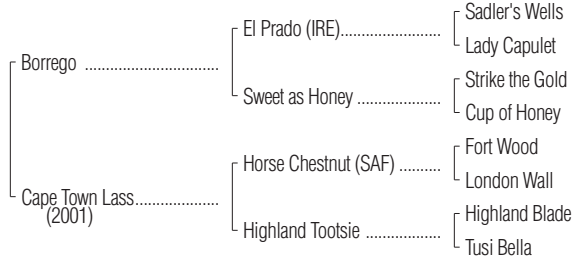 Sadler's Wells
El Prado (IRE)......................
Lady Capulet
Borrego ..............................
Strike the Gold
Sweet as Honey ..................
Cup of Honey
Fort Wood
Horse Chestnut (SAF) .........
London Wall
Cape Town Lass...................
(2001)
Highland Blade
Highland Tootsie .................
Tusi Bella